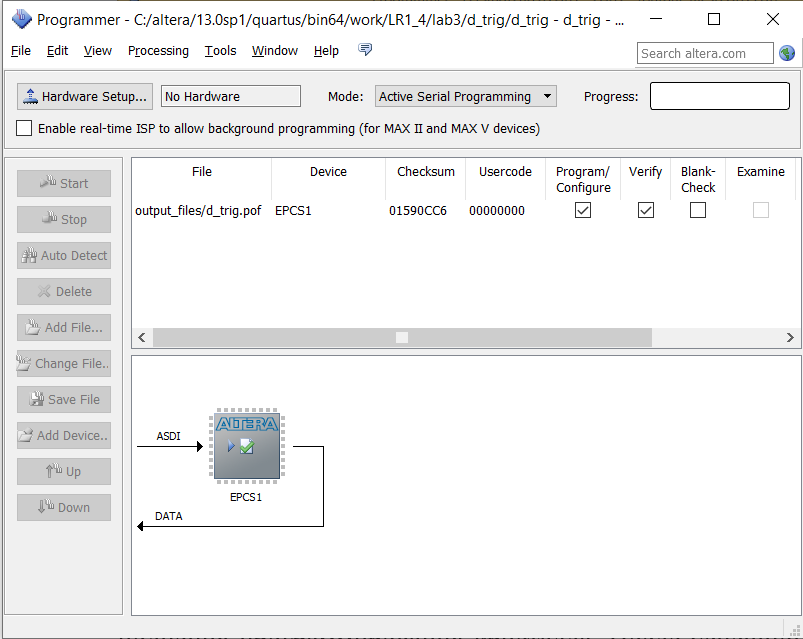 Programmer - C:/altera/13.0sp1/quartus/bin64/work/LR1_4/lab3/d_trig/d_trig - d_trig - ...
File Edit View Processing Tools Window Help
Search altera.com
Hardware Setup... No Hardware Mode: Active Serial Programming Progress:
Enable real-time ISP to allow background programming (for MAX II and MAX V devices)
Start
Stop
Auto Detect
Delete
Add File...
Change File..
Save File
Add Device..
Up
Down
File Device Checksum Usercode Program/ Verify Blank- Examine
Configure Check
output_files/d_trig.pof EPCS1 01590CC6 00000000
ASDI
ALTERA
EPCS1
DATA